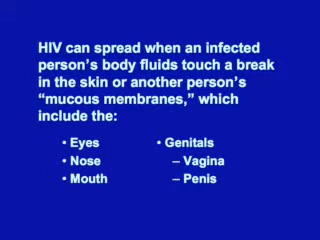 HIV can spread when an infected
person's body fluids touch a break
in the skin or another person's
“mucous membranes,” which
include the:
• Eyes
• Nose
• Mouth
• Genitals
– Vagina
– Penis